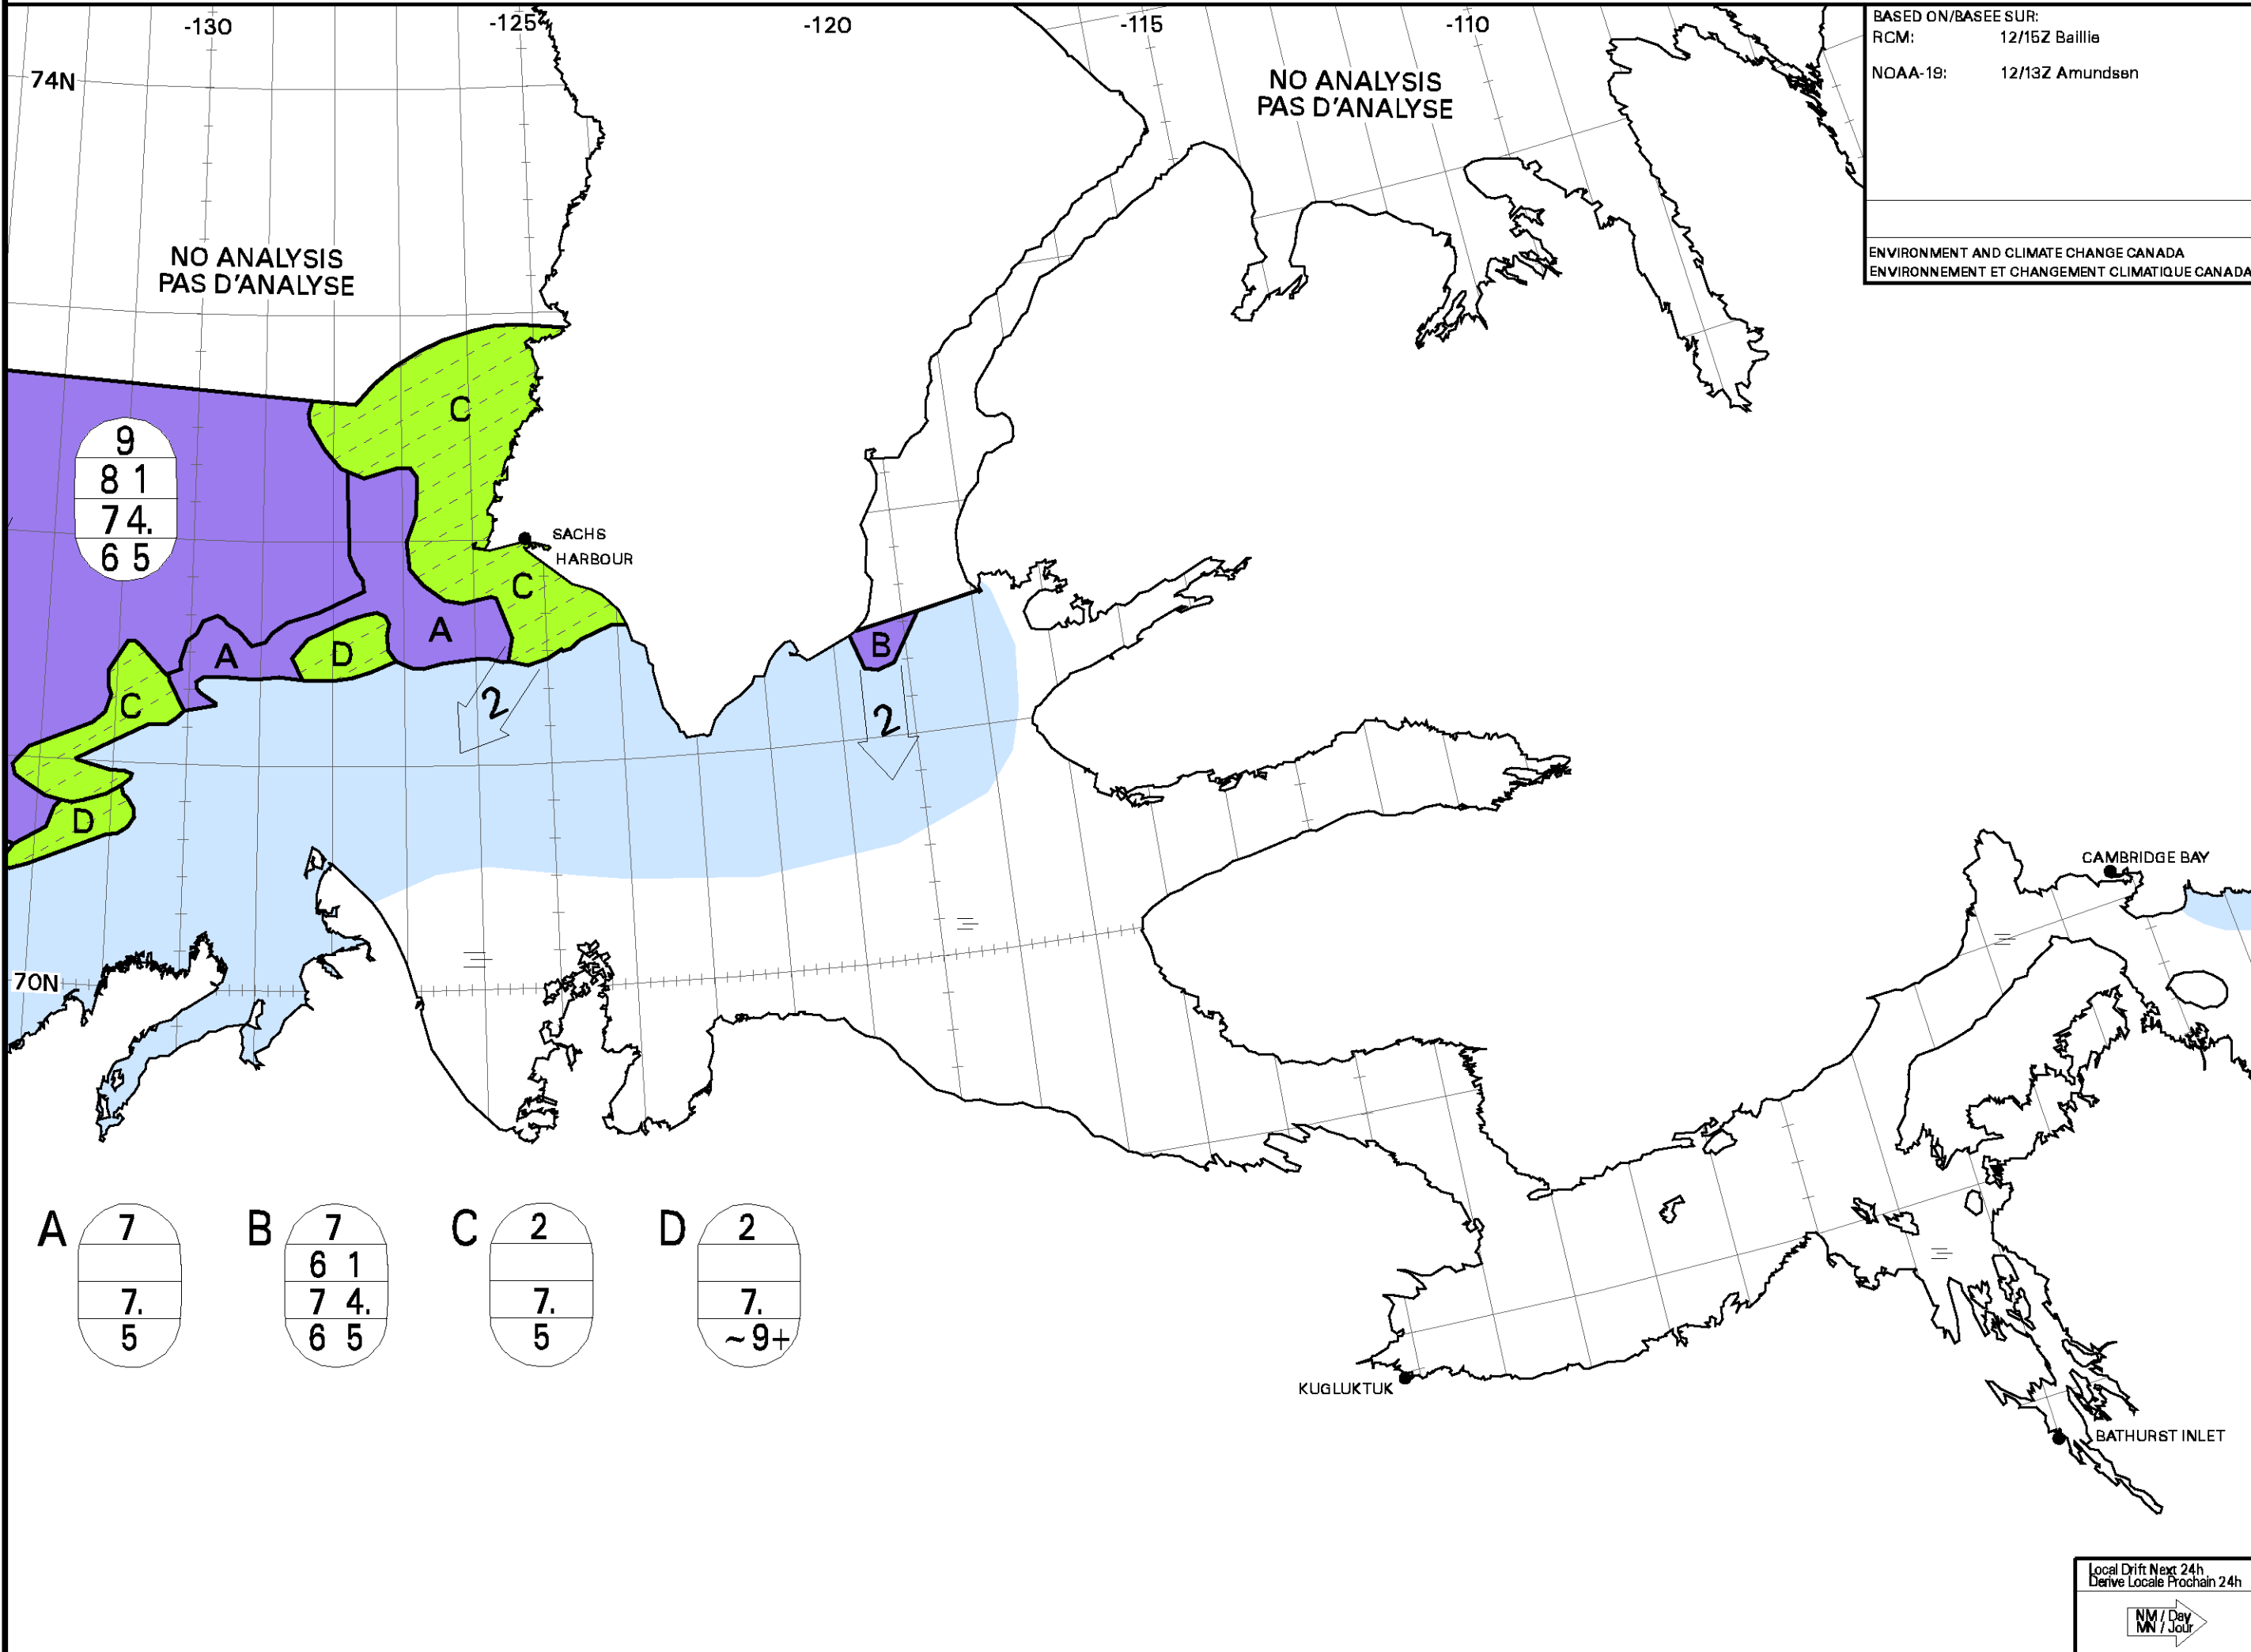 -130
-125
-120
-115
-110
BASED ON/BASEE SUR:
RCM: 12/15Z Baillie
NOAA-19: 12/13Z Amundsen
ENVIRONMENT AND CLIMATE CHANGE CANADA
ENVIRONNEMENT ET CHANGEMENT CLIMATIQUE CANADA
74N
NO ANALYSIS
PAS D'ANALYSE
NO ANALYSIS
PAS D'ANALYSE
C
9
8 1
7 4.
6 5
SACHS
HARBOUR
C
A
B
D
A
C
2
2
D
CAMBRIDGE BAY
70N
A
7
7.
5
B
7
6 1
7 4.
6 5
C
2
7.
5
D
2
7.
~9+
KUGLUKTUK
BATHURST INLET
Local Drift Next 24h
Derive Locale Prochain 24h
NM / Day
MN / Jour